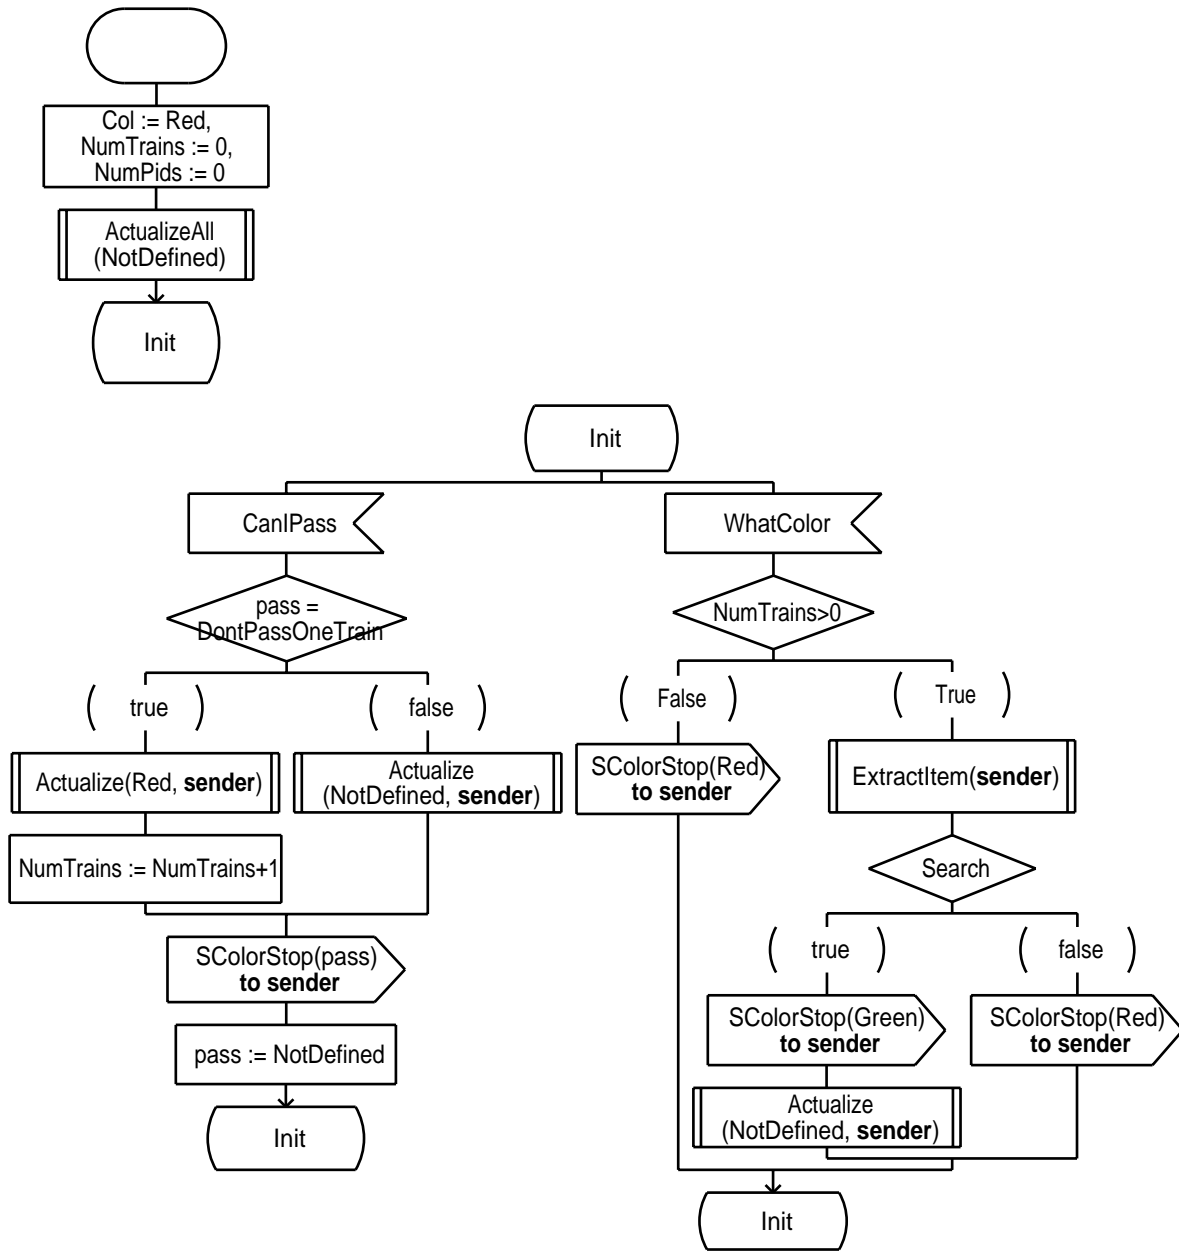 Col := Red,
NumTrains := 0,
NumPids := 0
ActualizeAll
(NotDefined)
Init
Init
CanIPass
WhatColor
pass =
DontPassOneTrain
NumTrains>0
( true )
( false )
( False )
( True )
Actualize(Red, sender)
Actualize
(NotDefined, sender)
SColorStop(Red)
to sender
ExtractItem(sender)
NumTrains := NumTrains+1
Search
SColorStop(pass)
to sender
( true )
( false )
pass := NotDefined
SColorStop(Green)
to sender
SColorStop(Red)
to sender
Actualize
(NotDefined, sender)
Init
Init